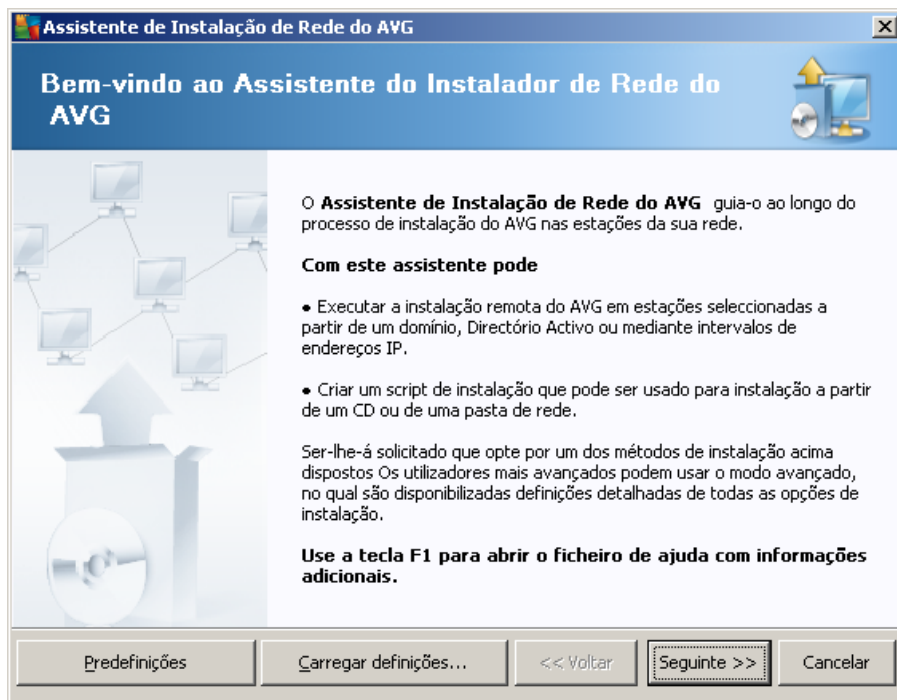 Assistente de Instalação de Rede do AVG
Bem-vindo ao Assistente do Instalador de Rede do
AVG
O Assistente de Instalação de Rede do AVG guia-o ao longo do
processo de instalação do AVG nas estações da sua rede.
Com este assistente pode
• Executar a instalação remota do AVG em estações seleccionadas a
partir de um domínio, Directório Activo ou mediante intervalos de
endereços IP.
• Criar um script de instalação que pode ser usado para instalação a partir
de um CD ou de uma pasta de rede.
Ser-lhe-á solicitado que opte por um dos métodos de instalação acima
dispostos Os utilizadores mais avançados podem usar o modo avançado,
no qual são disponibilizadas definições detalhadas de todas as opções de
instalação.
Use a tecla F1 para abrir o ficheiro de ajuda com informações
adicionais.
Predefinições Carregar definições... << Voltar Seguinte >> Cancelar